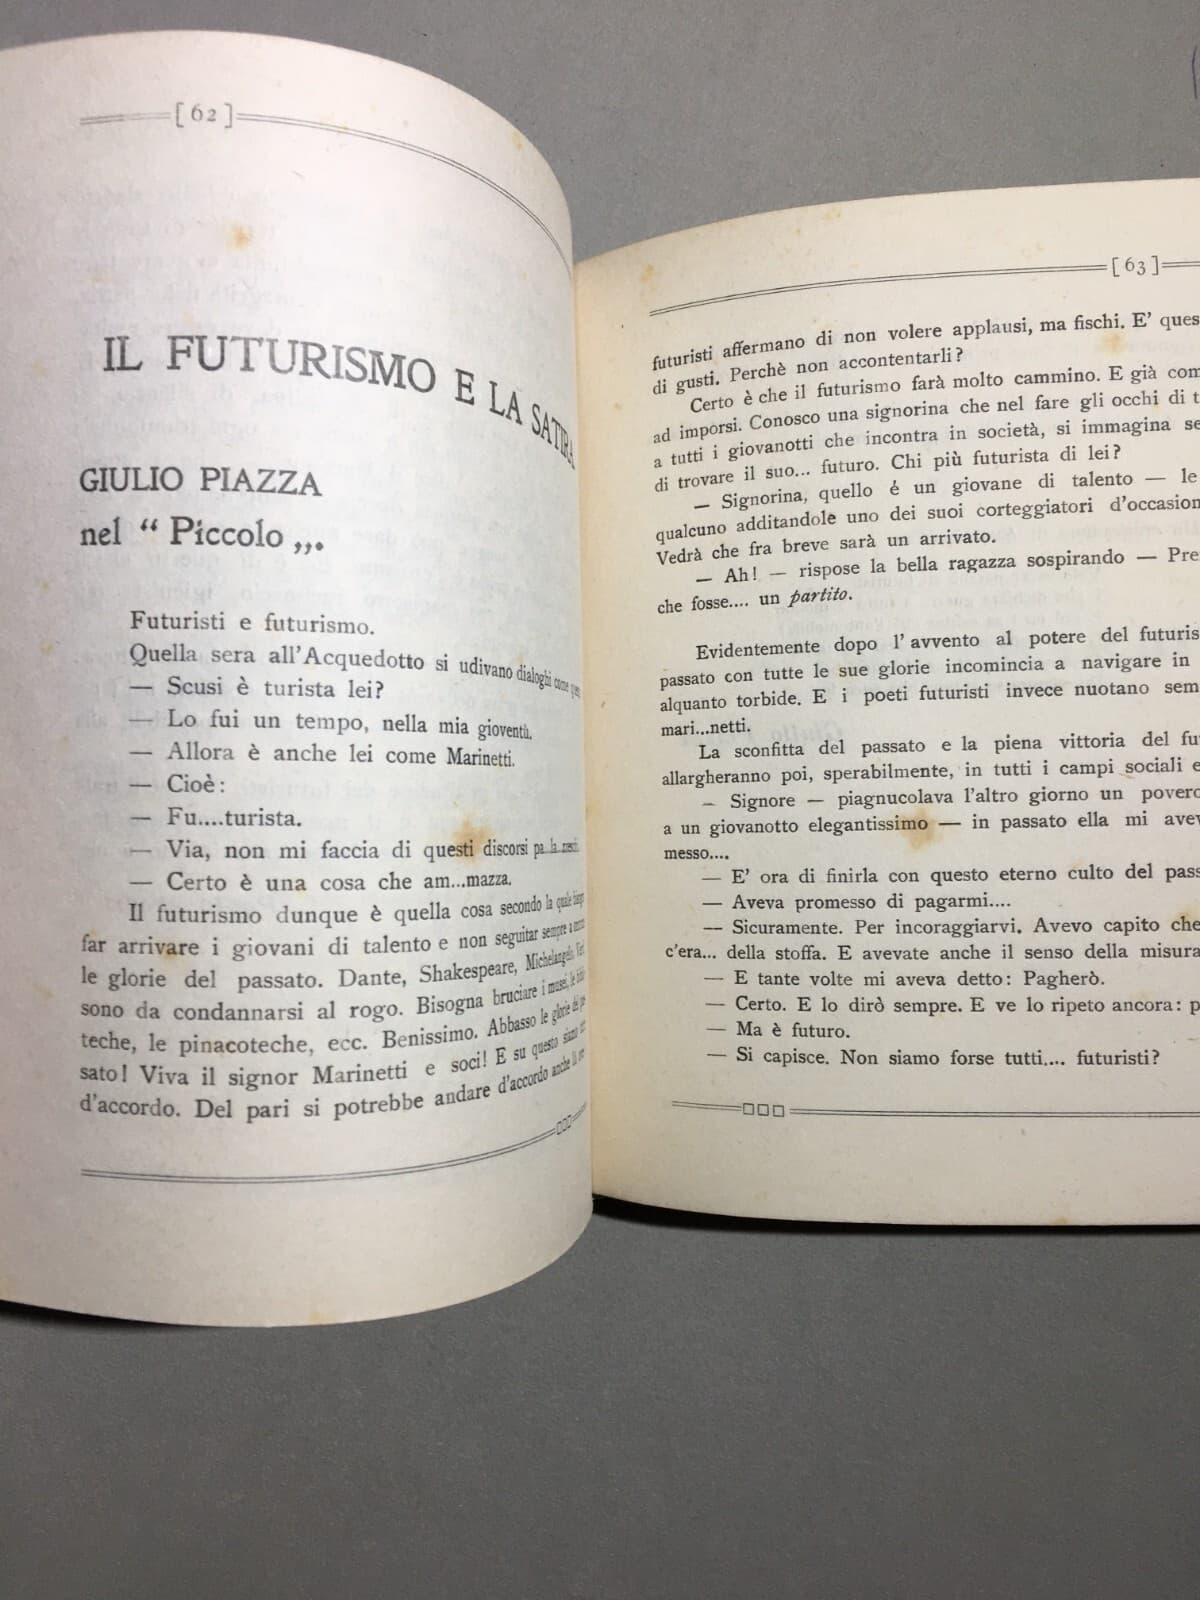 [ 62 ]
IL FUTURISMO E LA SATIRA
GIULIO PIAZZA
nel “ Piccolo „.
Futuristi e futurismo.
Quella sera all'Acquedotto si udivano dialoghi come
— Scusi è turista lei?
— Lo fui un tempo, nella mia gioventù.
— Allora è anche lei come Marinetti.
— Cioè:
— Fu....turista.
— Via, non mi faccia di questi discorsi
— Certo è una cosa che am...mazza.
Il futurismo dunque è quella cosa secondo la quale
far arrivare i giovani di talento e non seguitar sempre a
le glorie del passato. Dante, Shakespeare, Michelangelo,
sono da condannarsi al rogo. Bisogna bruciare i musei, le
teche, le pinacoteche, ecc. Benissimo. Abbasso le glorie del
sato! Viva il signor Marinetti e soci! E su questo siamo
d'accordo. Del pari si potrebbe andare d'accordo anche
[ 63 ]
futuristi affermano di non volere applausi, ma fischi. E'
di gusti. Perchè non accontentarli?
Certo è che il futurismo farà molto cammino. E già
ad imporsi. Conosco una signorina che nel fare gli occhi di
a tutti i giovanotti che incontra in società, si immagina
di trovare il suo... futuro. Chi più futurista di lei?
— Signorina, quello é un giovane di talento — le
qualcuno additandole uno dei suoi corteggiatori d'occasion
Vedrà che fra breve sarà un arrivato.
— Ah! — rispose la bella ragazza sospirando —
che fosse.... un partito.
Evidentemente dopo l'avvento al potere del futuris
passato con tutte le sue glorie incomincia a navigare in
alquanto torbide. E i poeti futuristi invece nuotano
mari...netti.
La sconfitta del passato e la piena vittoria del
allargheranno poi, sperabilmente, in tutti i campi sociali e
— Signore — piagnucolava l'altro giorno un povero
a un giovanotto elegantissimo — in passato ella mi
messo....
— E' ora di finirla con questo eterno culto del
— Aveva promesso di pagarmi....
— Sicuramente. Per incoraggiarvi. Avevo capito che
c'era... della stoffa. E avevate anche il senso della misura
— E tante volte mi aveva detto: Pagherò.
— Certo. E lo dirò sempre. E ve lo ripeto ancora:
— Ma è futuro.
— Si capisce. Non siamo forse tutti.... futuristi?